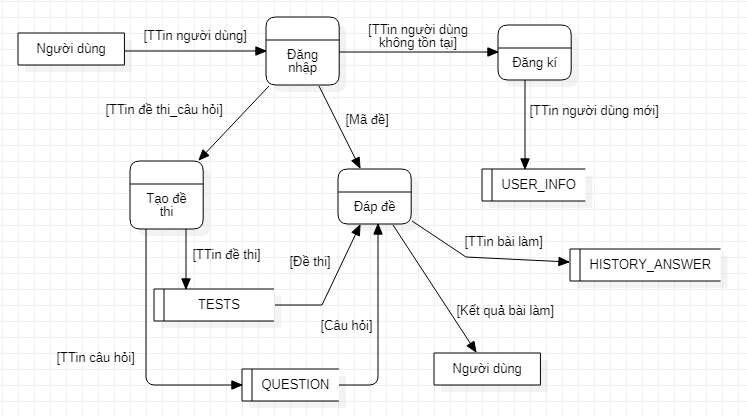 Người dùng
[TTin người dùng]
Đăng
nhập
[TTin người dùng
không tồn tại]
Đăng kí
[TTin đề thi_câu hỏi]
[Mã đề]
[TTin người dùng mới]
Tạo đề
thi
Đáp đề
USER_INFO
[TTin đề thi]
[Đề thi]
[TTin bài làm]
HISTORY_ANSWER
TESTS
[Câu hỏi]
[Kết quả bài làm]
[TTin câu hỏi]
QUESTION
Người dùng